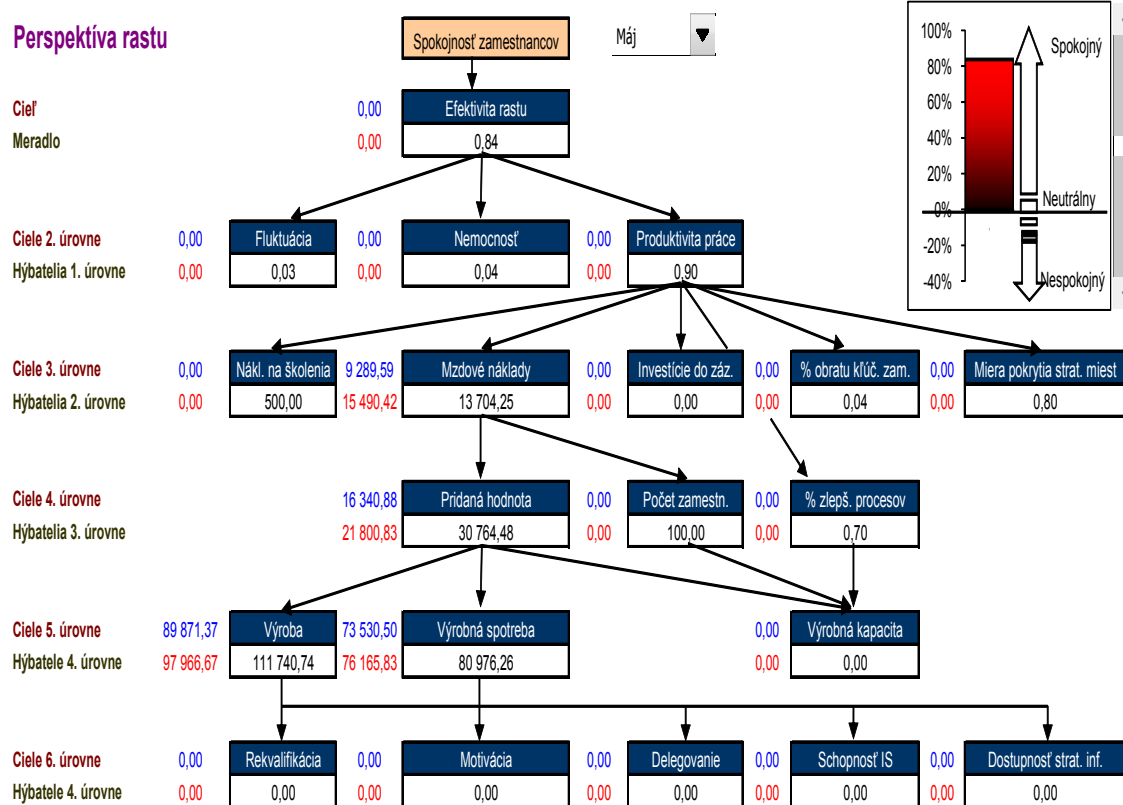 Perspektíva rastu
Spokojnosť zamestnancov
Máj
Cieľ 0,00 Efektivita rastu
Meradlo 0,00 0,84
100%
80%
60%
40%
20%
0%
-20%
-40%
Spokojný
Neutrálny
Nespokojný
Ciele 2. úrovne 0,00 Fluktuácia 0,00 Nemocnosť 0,00 Produktivita práce
Hýbatelia 1. úrovne 0,00 0,03 0,00 0,04 0,00 0,90
Ciele 3. úrovne 0,00 Nákl. na školenia 9 289,59 Mzdové náklady 0,00 Investície do záz. 0,00 % obratu kľúč. zam. 0,00 Miera pokrytia strat. miest
Hýbatelia 2. úrovne 0,00 500,00 15 490,42 13 704,25 0,00 0,00 0,00 0,04 0,00 0,80
Ciele 4. úrovne 16 340,88 Pridaná hodnota 0,00 Počet zamestn. 0,00 % zlepš. procesov
Hýbatelia 3. úrovne 21 800,83 30 764,48 0,00 100,00 0,00 0,70
Ciele 5. úrovne 89 871,37 Výroba 73 530,50 Výrobná spotreba 0,00 Výrobná kapacita
Hýbatele 4. úrovne 97 966,67 111 740,74 76 165,83 80 976,26 0,00 0,00
Ciele 6. úrovne 0,00 Rekvalifikácia 0,00 Motivácia 0,00 Delegovanie 0,00 Schopnosť IS 0,00 Dostupnosť strat. inf.
Hýbatele 4. úrovne 0,00 0,00 0,00 0,00 0,00 0,00 0,00 0,00 0,00 0,00